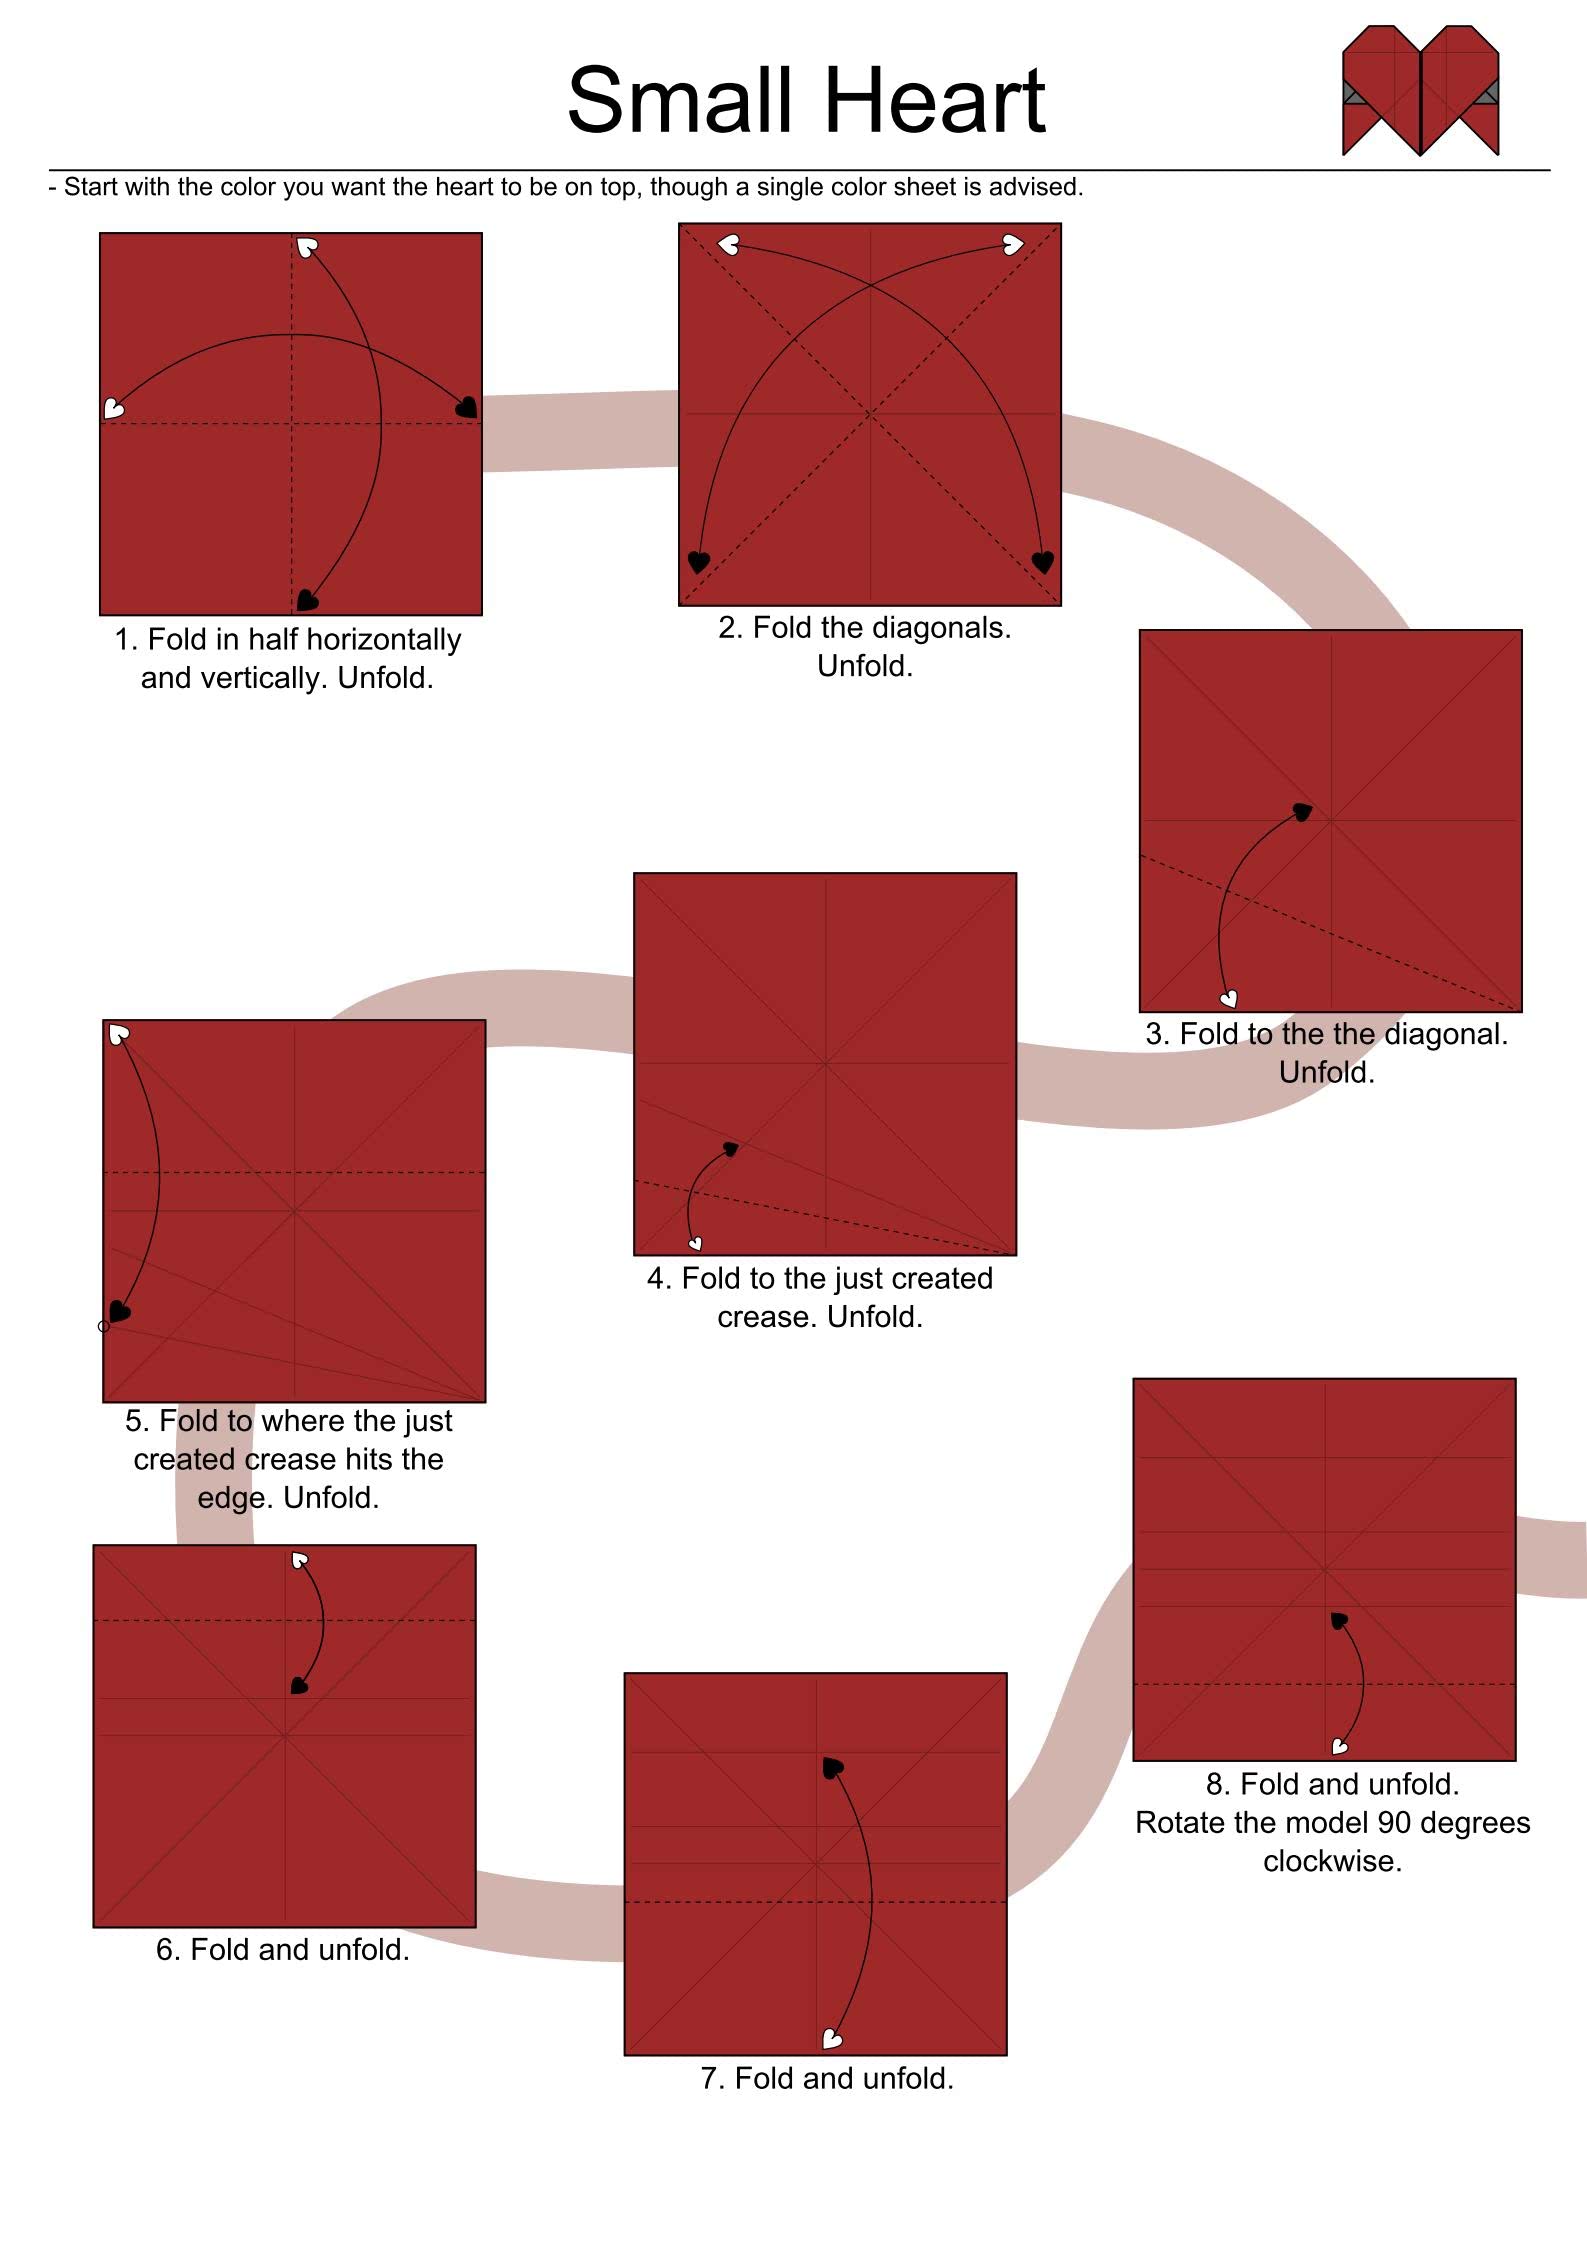 Small Heart
- Start with the color you want the heart to be on top, though a single color sheet is advised.
1. Fold in half horizontally
and vertically. Unfold.
2. Fold the diagonals.
Unfold.
3. Fold to the the diagonal.
Unfold.
4. Fold to the just created
crease. Unfold.
5. Fold to where the just
created crease hits the
edge. Unfold.
6. Fold and unfold.
7. Fold and unfold.
8. Fold and unfold.
Rotate the model 90 degrees
clockwise.